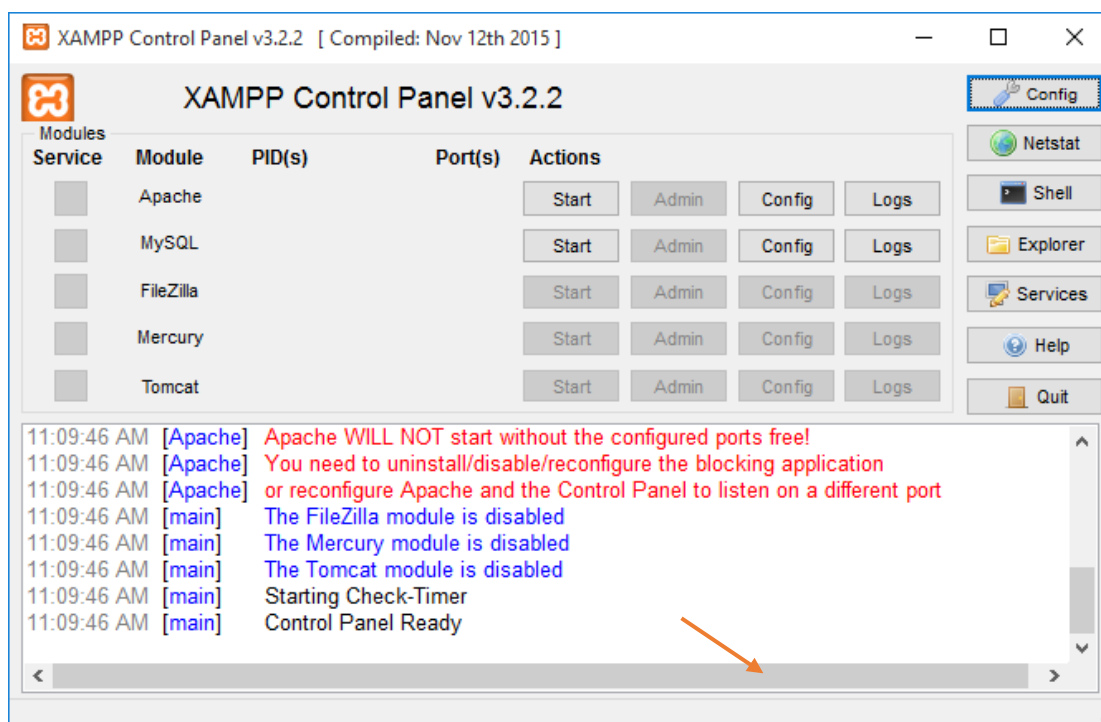 XAMPP Control Panel v3.2.2 [ Compiled: Nov 12th 2015 ]
XAMPP Control Panel v3.2.2
Config
Modules
Service Module PID(s) Port(s) Actions
Netstat
Apache Start Admin Config Logs
Shell
MySQL Start Admin Config Logs
Explorer
FileZilla Start Admin Config Logs
Services
Mercury Start Admin Config Logs
Help
Tomcat Start Admin Config Logs
Quit
11:09:46 AM [Apache] Apache WILL NOT start without the configured ports free!
11:09:46 AM [Apache] You need to uninstall/disable/reconfigure the blocking application
11:09:46 AM [Apache] or reconfigure Apache and the Control Panel to listen on a different port
11:09:46 AM [main] The FileZilla module is disabled
11:09:46 AM [main] The Mercury module is disabled
11:09:46 AM [main] The Tomcat module is disabled
11:09:46 AM [main] Starting Check-Timer
11:09:46 AM [main] Control Panel Ready